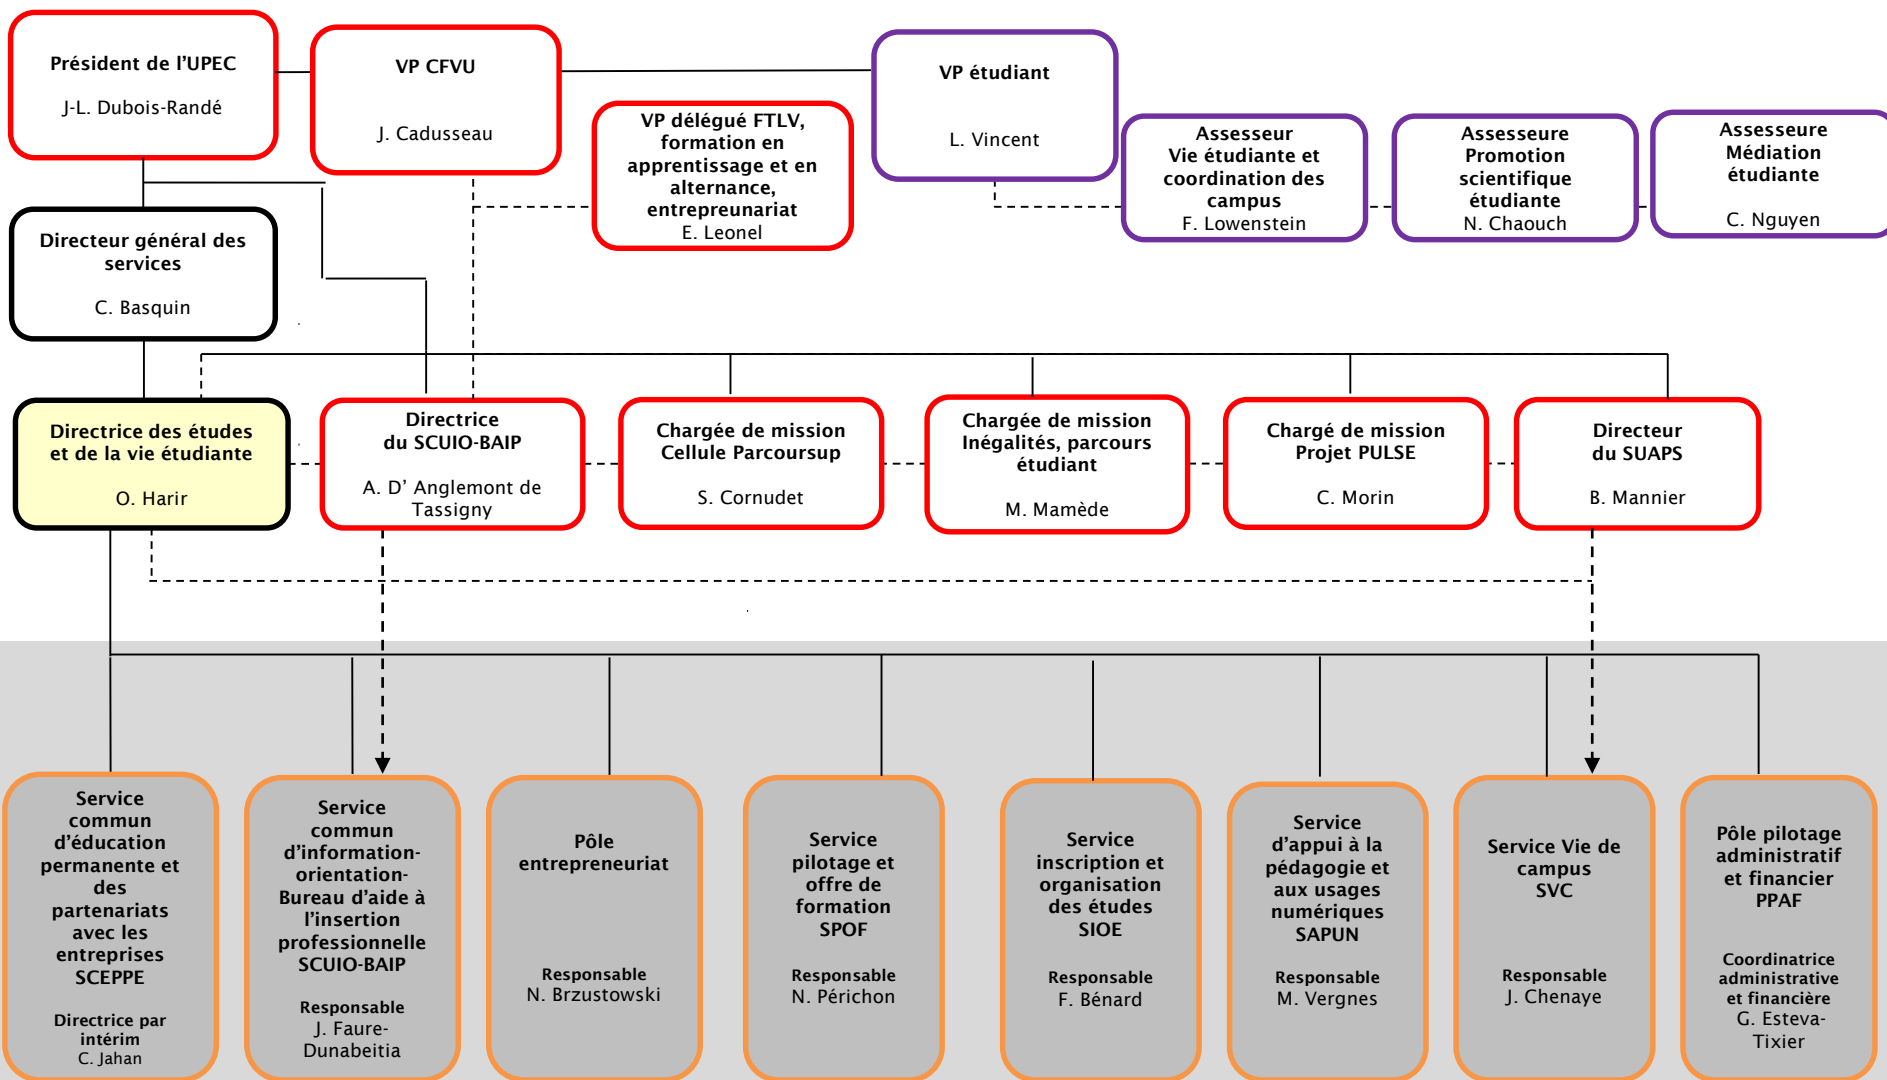 Président de l'UPEC
J-L. Dubois-Randé
VP CFVU
J. Cadusseau
VP étudiant
L. Vincent
VP délégué FTLV,
formation en
apprentissage et en
alternance,
entrepreunariat
E. Leonel
Assesseur
Vie étudiante et
coordination des
campus
F. Lowenstein
Assesseure
Promotion
scientifique
étudiante
N. Chaouch
Assesseure
Médiation
étudiante
C. Nguyen
Directeur général des
services
C. Basquin
Directrice des études
et de la vie étudiante
O. Harir
Directrice
du SCUIO-BAIP
A. D' Anglemont de
Tassigny
Chargée de mission
Cellule Parcoursup
S. Cornudet
Chargée de mission
Inégalités, parcours
étudiant
M. Mamède
Chargé de mission
Projet PULSE
C. Morin
Directeur
du SUAPS
B. Mannier
Service
commun
d'éducation
permanente et
des
partenariats
avec les
entreprises
SCEPPE
Directrice par
intérim
C. Jahan
Service
commun
d'information-
orientation-
Bureau d'aide à
l'insertion
professionnelle
SCUIO-BAIP
Responsable
J. Faure-
Dunabeitia
Pôle
entrepreneuriat
Responsable
N. Brzustowski
Service
pilotage et
offre de
formation
SPOF
Responsable
N. Périchon
Service
inscription et
organisation
des études
SIOE
Responsable
F. Bénard
Service
d'appui à la
pédagogie et
aux usages
numériques
SAPUN
Responsable
M. Vergnes
Service Vie de
campus
SVC
Responsable
J. Chenaye
Pôle pilotage
administratif
et financier
PPAF
Coordinatrice
administrative
et financière
G. Esteva-
Tixier